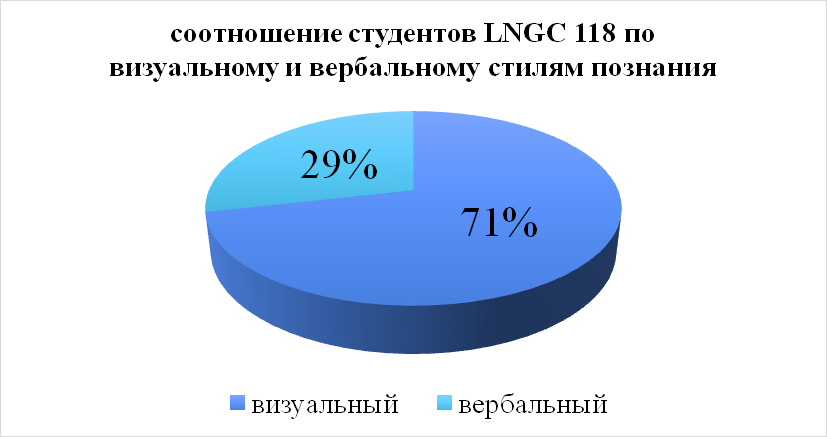 соотношение студентов LNGC 118 по
визуальному и вербальному стилям познания
29%
71%
визуальный вербальный